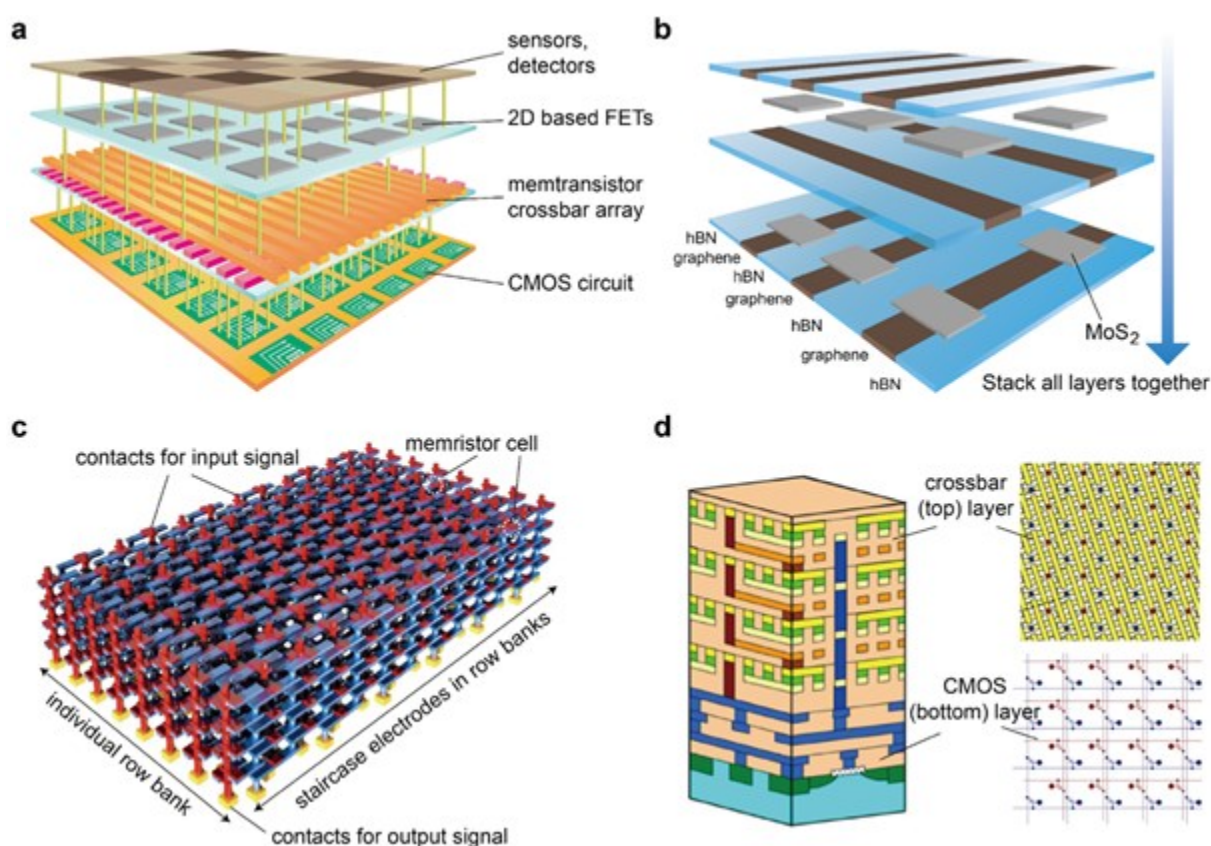 a
sensors,
detectors
2D based FETs
memtransistor
crossbar array
CMOS circuit
b
hBN
graphene
hBN
graphene
hBN
graphene
hBN
MoS₂
Stack all layers together
c
contacts for input signal
memristor cell
individual row bank
staircase electrodes in row banks
contacts for output signal
d
crossbar
(top) layer
CMOS
(bottom) layer